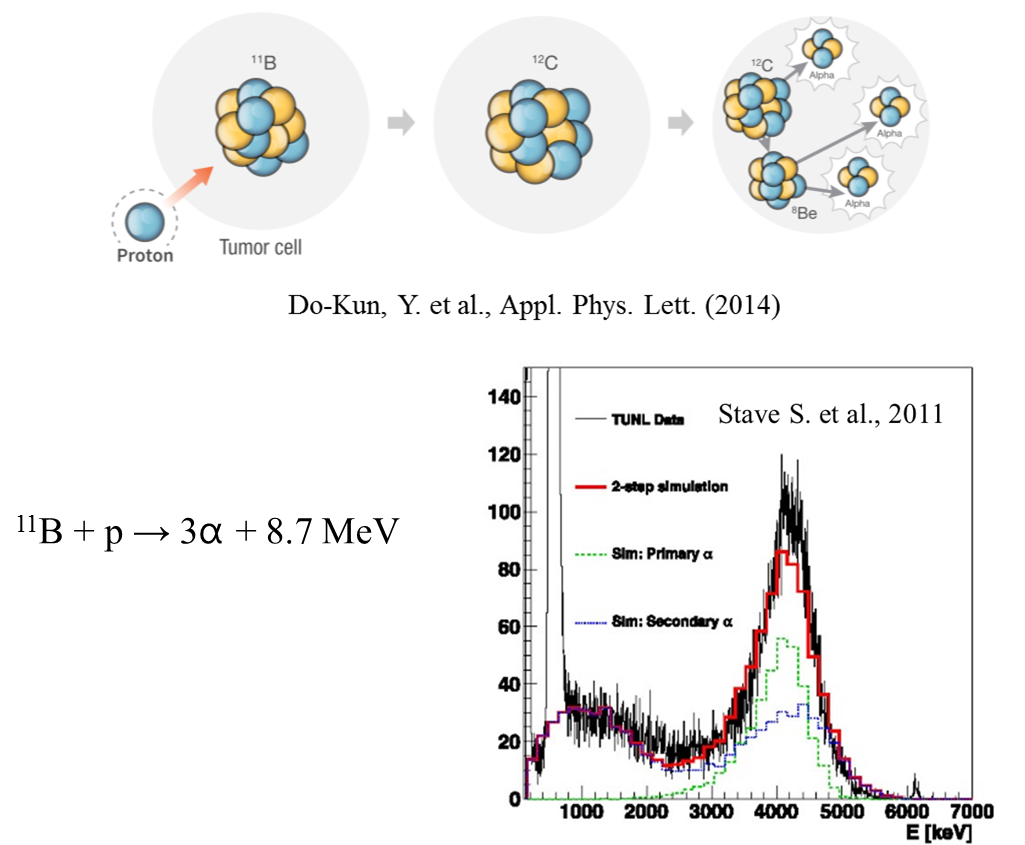 ¹¹B
¹²C
¹²C
Alpha
Alpha
Alpha
⁸Be
Proton
Tumor cell
Do-Kun, Y. et al., Appl. Phys. Lett. (2014)
¹¹B + p → 3α + 8.7 MeV
Stave S. et al., 2011
TUNL Data
2-step simulation
Sim: Primary α
Sim: Secondary α
140
120
100
80
60
40
20
0
1000 2000 3000 4000 5000 6000 7000
E [keV]